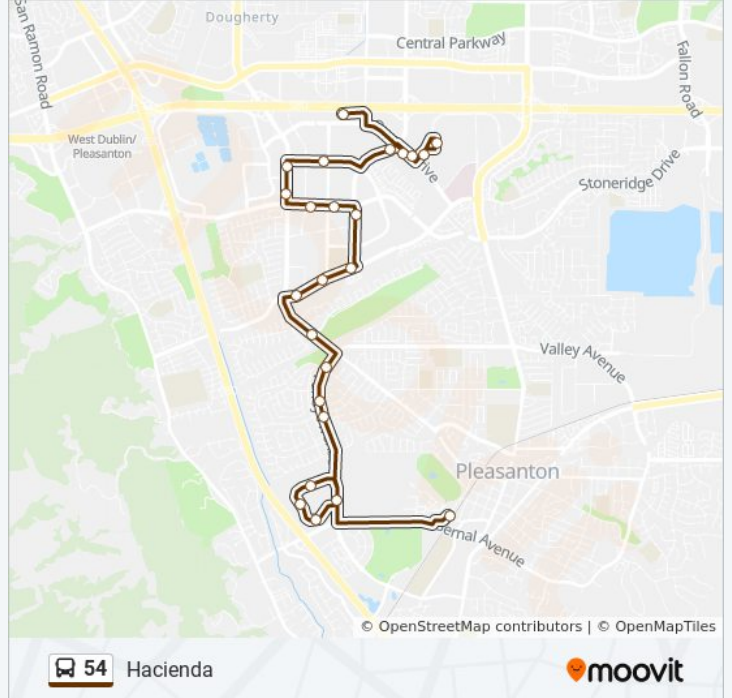 San Ramon Road
Dougherty
Central Parkway
Fallon Road
West Dublin/
Pleasanton
Drive
Stoneridge Drive
Valley Avenue
Pleasanton
Bernal Avenue
© OpenStreetMap contributors | © OpenMapTiles
54 Hacienda
moovit